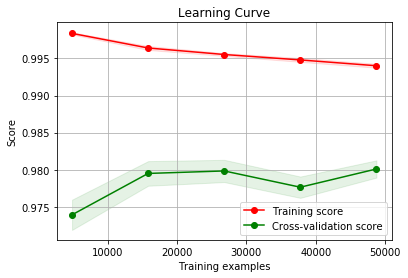 Learning Curve
Score
0.995
0.990
0.985
0.980
0.975
Training score
Cross-validation score
10000 20000 30000 40000 50000
Training examples